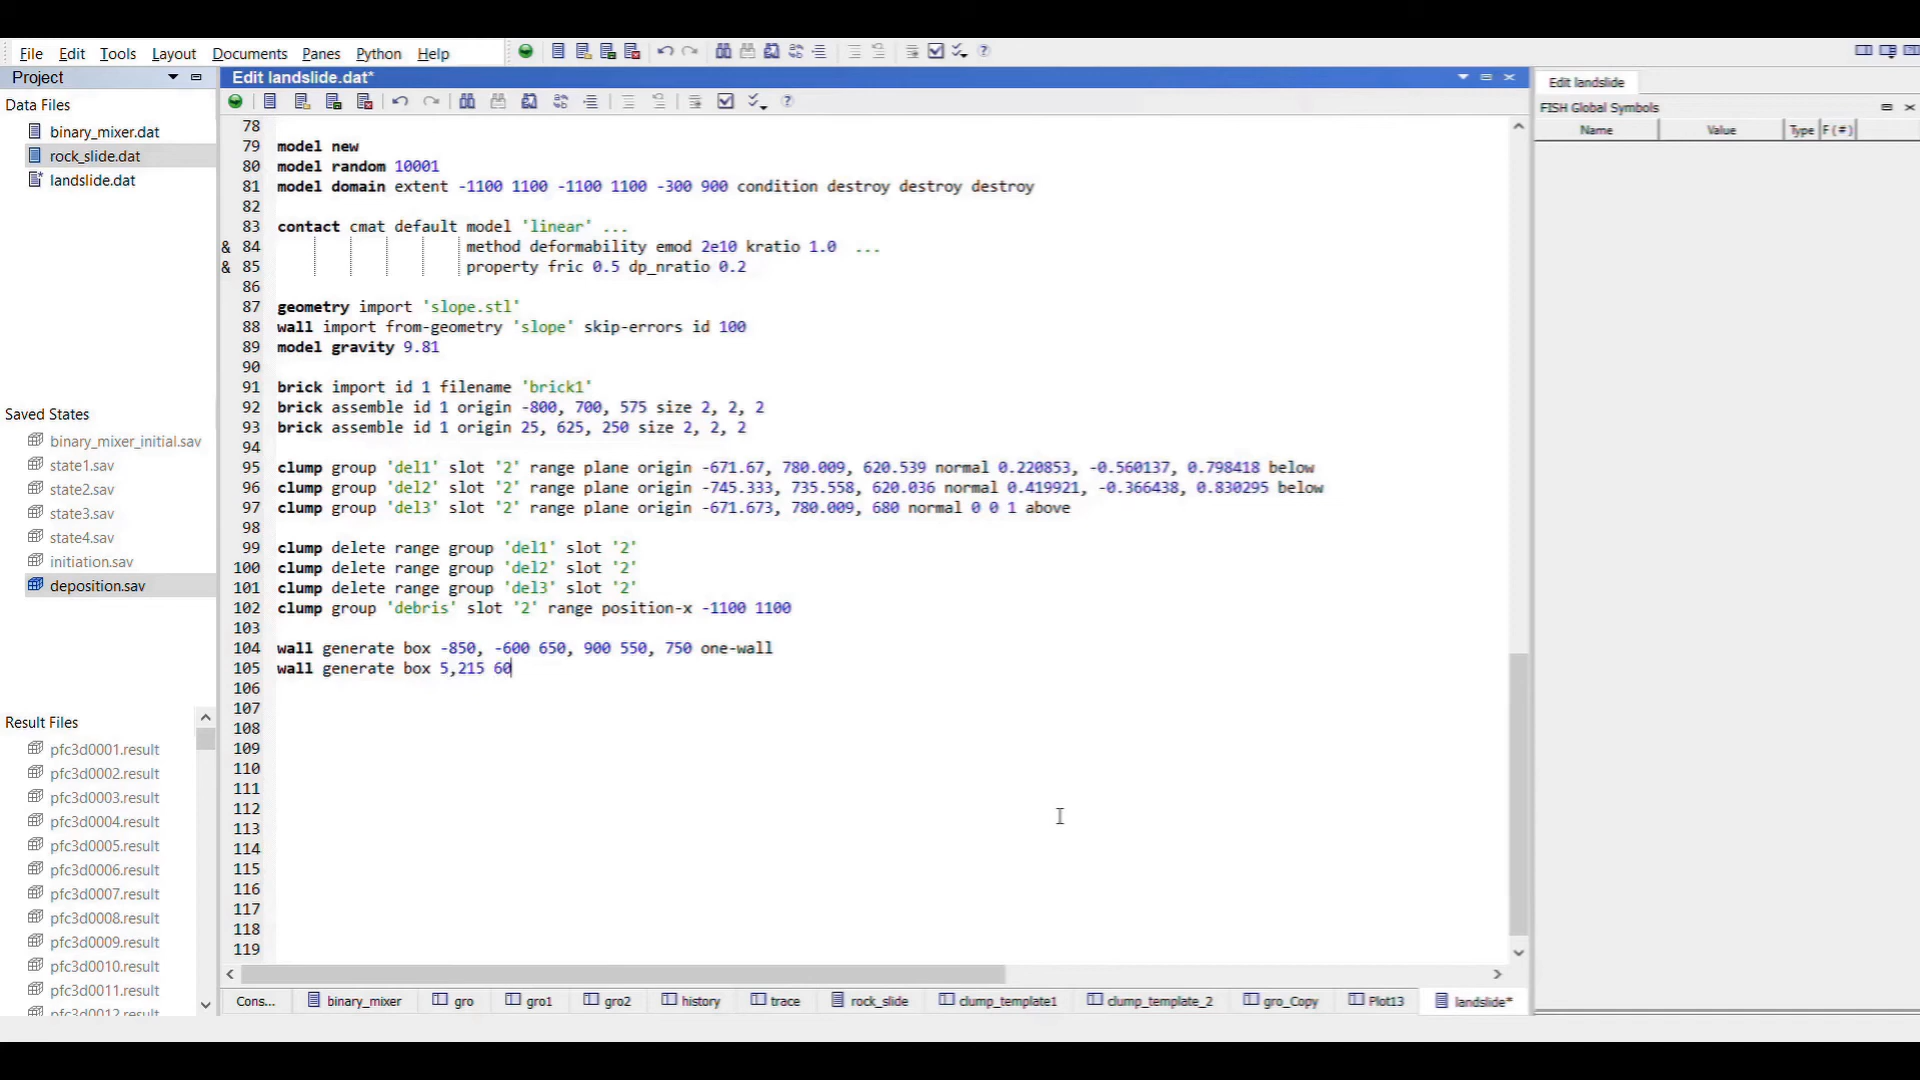 File Edit Tools Layout Documents Panes Python Help
Project
Data Files
binary_mixer.dat
rock_slide.dat
landslide.dat
Saved States
binary_mixer_initial.sav
state1.sav
state2.sav
state3.sav
state4.sav
initiation.sav
deposition.sav
Result Files
pfc3d0001.result
pfc3d0002.result
pfc3d0003.result
pfc3d0004.result
pfc3d0005.result
pfc3d0006.result
pfc3d0007.result
pfc3d0008.result
pfc3d0009.result
pfc3d0010.result
pfc3d0011.result
pfc3d0012.result
Edit landslide.dat*
78
79 model new
80 model random 10001
81 model domain extent -1100 1100 -1100 1100 -300 900 condition destroy destroy destroy
82
83 contact cmat default model 'linear' ...
& 84 method deformability emod 2e10 kratio 1.0 ...
& 85 property fric 0.5 dp_nratio 0.2
86
87 geometry import 'slope.stl'
88 wall import from-geometry 'slope' skip-errors id 100
89 model gravity 9.81
90
91 brick import id 1 filename 'brick1'
92 brick assemble id 1 origin -800, 700, 575 size 2, 2, 2
93 brick assemble id 1 origin 25, 625, 250 size 2, 2, 2
94
95 clump group 'del1' slot '2' range plane origin -671.67, 780.009, 620.539 normal 0.220853, -0.560137, 0.798418 below
96 clump group 'del2' slot '2' range plane origin -745.333, 735.558, 620.036 normal 0.419921, -0.366438, 0.830295 below
97 clump group 'del3' slot '2' range plane origin -671.673, 780.009, 680 normal 0 0 1 above
98
99 clump delete range group 'del1' slot '2'
100 clump delete range group 'del2' slot '2'
101 clump delete range group 'del3' slot '2'
102 clump group 'debris' slot '2' range position-x -1100 1100
103
104 wall generate box -850, -600 650, 900 550, 750 one-wall
105 wall generate box 5,215 60
106
107
108
109
110
111
112
113
114
115
116
117
118
119
Cons... binary_mixer gro gro1 gro2 history trace rock_slide clump_template1 clump_template_2 gro_Copy Plot13 landslide*
Edit landslide
FISH Global Symbols
Name Value Type F(#)